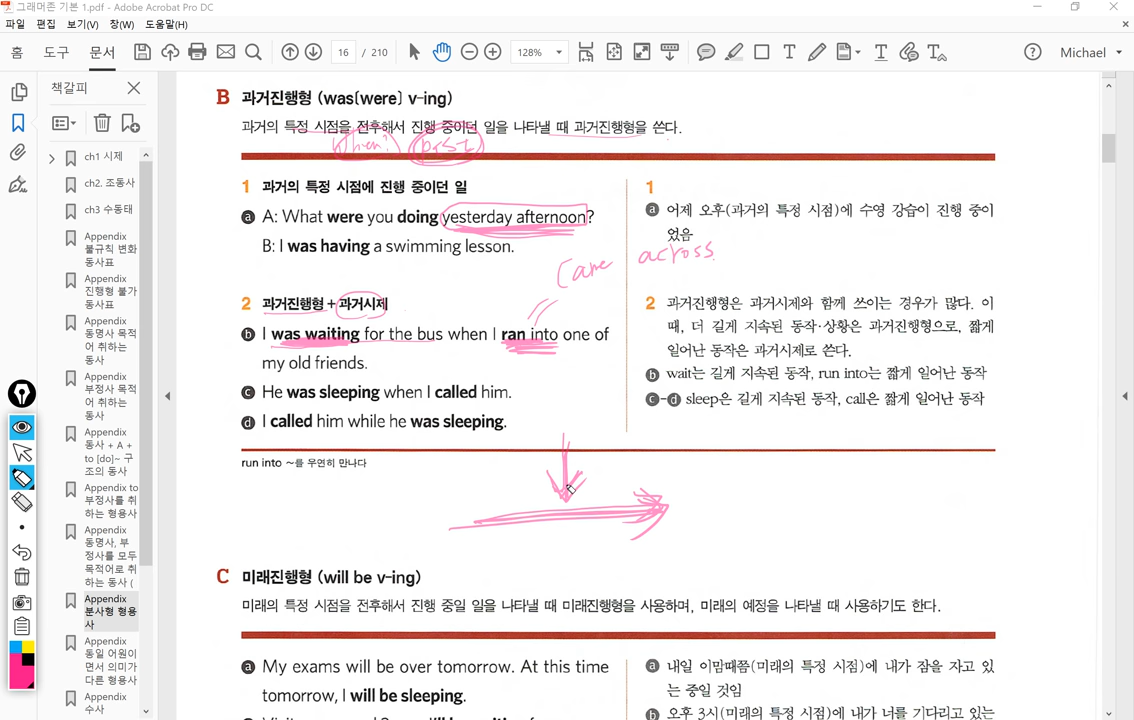 그래머존 기본 1.pdf - Adobe Acrobat Pro DC
파일 편집 보기(V) 창(W) 도움말(H)
홈 도구 문서 16 / 210 128% Michael
책갈피
ch1 시제
ch2. 조동사
ch3 수동태
Appendix
불규칙 변화
동사표
Appendix
진행형 불가
동사표
Appendix
동명사 목적
어 취하는
동사
Appendix
부정사 목적
어 취하는
동사
Appendix
동사 + A +
to [do]~ 구
조의 동사
Appendix to
부정사를 취
하는 형용사
Appendix
동명사, 부
정사를 모두
목적어로 취
하는 동사 (
Appendix
분사형 형용
사
Appendix
동일 어원이
면서 의미가
다른 형용사
Appendix
수사
B 과거진행형 (was[were] v-ing)
과거의 특정 시점을 전후해서 진행 중이던 일을 나타낼 때 과거진행형을 쓴다.
when?
1 과거의 특정 시점에 진행 중이던 일
a A: What were you doing yesterday afternoon?
B: I was having a swimming lesson.
1
a 어제 오후(과거의 특정 시점)에 수영 강습이 진행 중이
었음
came across
2 과거진행형 + 과거시제
b I was waiting for the bus when I ran into one of
my old friends.
c He was sleeping when I called him.
d I called him while he was sleeping.
2 과거진행형은 과거시제와 함께 쓰이는 경우가 많다. 이
때, 더 길게 지속된 동작·상황은 과거진행형으로, 짧게
일어난 동작은 과거시제로 쓴다.
b wait는 길게 지속된 동작, run into는 짧게 일어난 동작
c-d sleep은 길게 지속된 동작, call은 짧게 일어난 동작
run into ~를 우연히 만나다
C 미래진행형 (will be v-ing)
미래의 특정 시점을 전후해서 진행 중일 일을 나타낼 때 미래진행형을 사용하며, 미래의 예정을 나타낼 때 사용하기도 한다.
a My exams will be over tomorrow. At this time
tomorrow, I will be sleeping.
a 내일 이맘때쯤(미래의 특정 시점)에 내가 잠을 자고 있
는 중일 것임
b 오후 3시(미래의 특정 시점)에 내가 너를 기다리고 있는